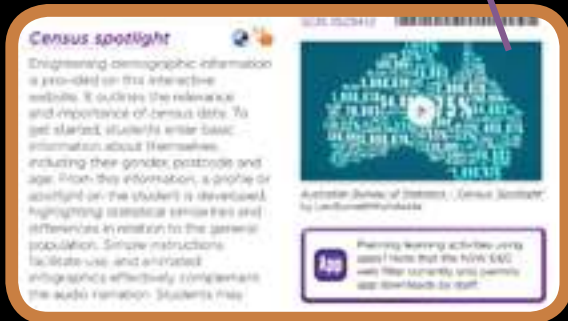 Census spotlight
Enlightening demographic information
is provided on this interactive
website. It outlines the relevance
and importance of census data. To
get started, students enter basic
information about themselves,
including their gender, postcode and
age. From this information, a profile or
spotlight on the student is developed,
highlighting statistical similarities and
differences in relation to the general
population. Simple instructions
facilitate use, and animated
infographics effectively complement
the audio narration. Students may
SCIS
Australian Bureau of Statistics - Census Spotlight
by LeoBurnettWorldwide
App
Planning learning activities using
apps? Note that the NSW DEC
web filter currently only permits
app downloads by staff.